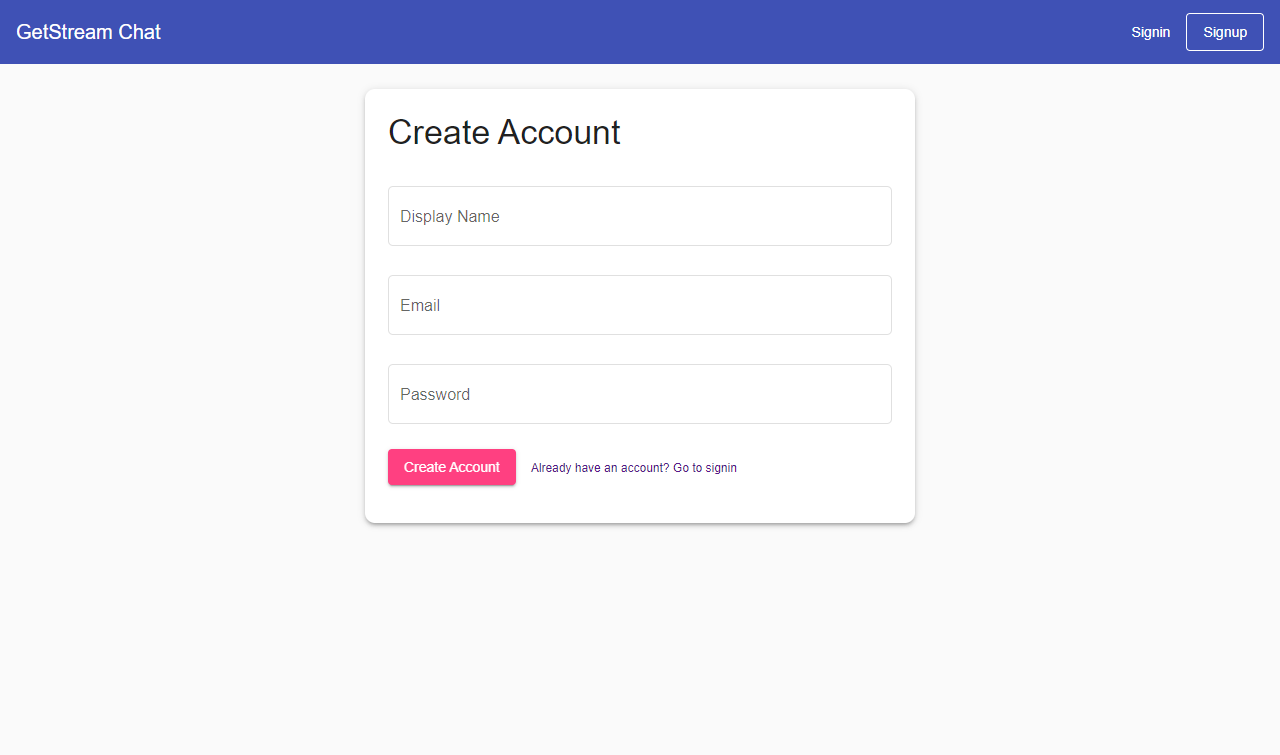 GetStream Chat
Signin
Signup
Create Account
Display Name
Email
Password
Create Account
Already have an account? Go to signin